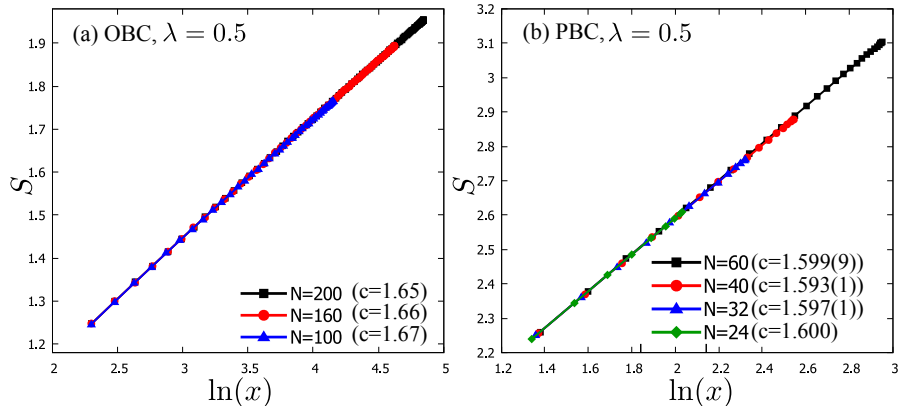 (a) OBC, λ = 0.5
S
1.9
1.8
1.7
1.6
1.5
1.4
1.3
1.2
N=200 (c=1.65)
N=160 (c=1.66)
N=100 (c=1.67)
2 2.5 3 3.5 4 4.5 5
ln(x)
(b) PBC, λ = 0.5
S
3.2
3.1
3
2.9
2.8
2.7
2.6
2.5
2.4
2.3
2.2
N=60 (c=1.599(9))
N=40 (c=1.593(1))
N=32 (c=1.597(1))
N=24 (c=1.600)
1.2 1.4 1.6 1.8 2 2.2 2.4 2.6 2.8 3
ln(x)